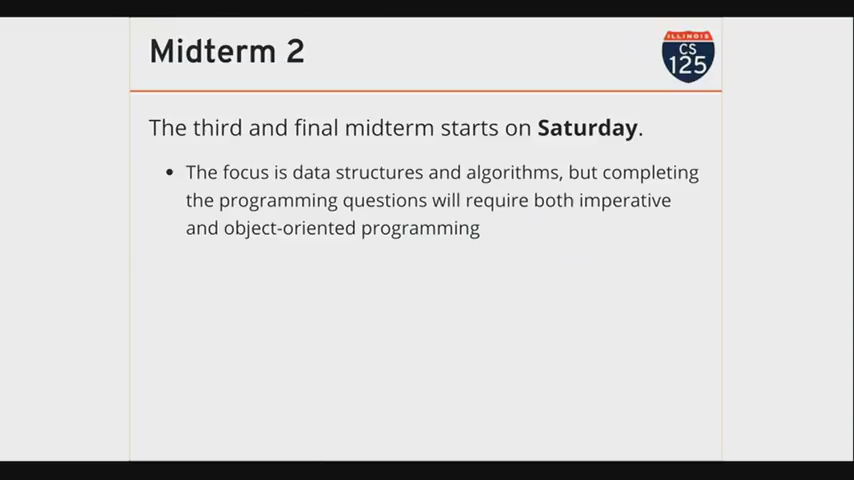 Midterm 2
ILLINOIS
CS
125
The third and final midterm starts on Saturday.
• The focus is data structures and algorithms, but completing
the programming questions will require both imperative
and object-oriented programming